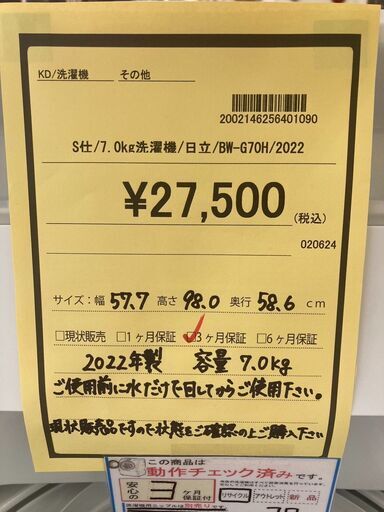 KD/洗濯機 その他
2002146256401090
S仕/7.0kg洗濯機/日立/BW-G70H/2022
¥27,500
(税込)
020624
サイズ:幅 57.7 高さ 98.0 奥行 58.6 cm
□現状販売 □1ヶ月保証 □3ヶ月保証 □6ヶ月保証
2022年製 容量 7.0kg
ご使用前に水だけで回してからご使用下さい。
現状販売品ですので状態をご確認の上ご購入下さい
この商品は
動作チェック済みです。
安心の 3 ヶ月保証付 リサイクル アウトレット 新品